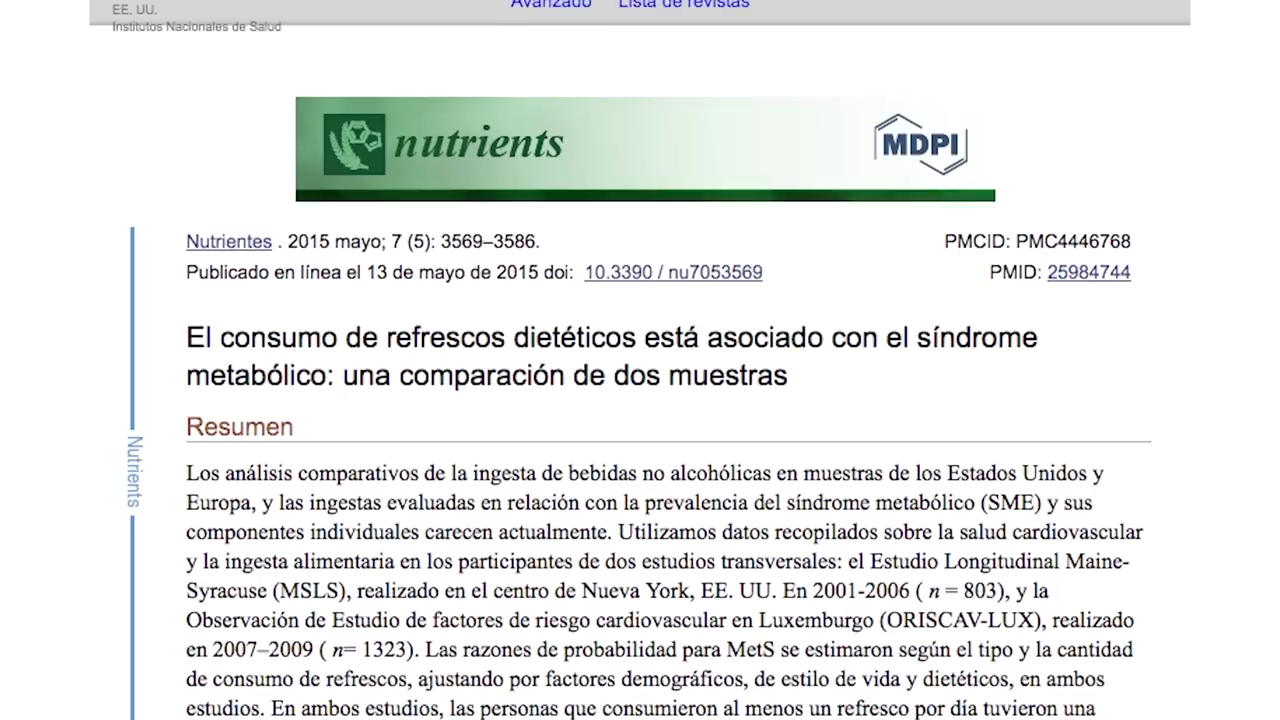 EE. UU.
Avanzado Lista de revistas
Institutos Nacionales de Salud
nutrients
MDPI
Nutrientes . 2015 mayo; 7 (5): 3569–3586.
PMCID: PMC4446768
Publicado en línea el 13 de mayo de 2015 doi: 10.3390 / nu7053569
PMID: 25984744
El consumo de refrescos dietéticos está asociado con el síndrome
metabólico: una comparación de dos muestras
Resumen
Nutrients
Los análisis comparativos de la ingesta de bebidas no alcohólicas en muestras de los Estados Unidos y
Europa, y las ingestas evaluadas en relación con la prevalencia del síndrome metabólico (SME) y sus
componentes individuales carecen actualmente. Utilizamos datos recopilados sobre la salud cardiovascular
y la ingesta alimentaria en los participantes de dos estudios transversales: el Estudio Longitudinal Maine-
Syracuse (MSLS), realizado en el centro de Nueva York, EE. UU. En 2001-2006 ( n = 803), y la
Observación de Estudio de factores de riesgo cardiovascular en Luxemburgo (ORISCAV-LUX), realizado
en 2007–2009 ( n= 1323). Las razones de probabilidad para MetS se estimaron según el tipo y la cantidad
de consumo de refrescos, ajustando por factores demográficos, de estilo de vida y dietéticos, en ambos
estudios. En ambos estudios, las personas que consumieron al menos un refresco por día tuvieron una